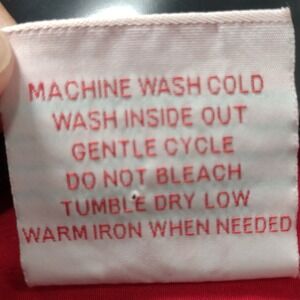 MACHINE WASH COLD
WASH INSIDE OUT
GENTLE CYCLE
DO NOT BLEACH
TUMBLE DRY LOW
WARM IRON WHEN NEEDED